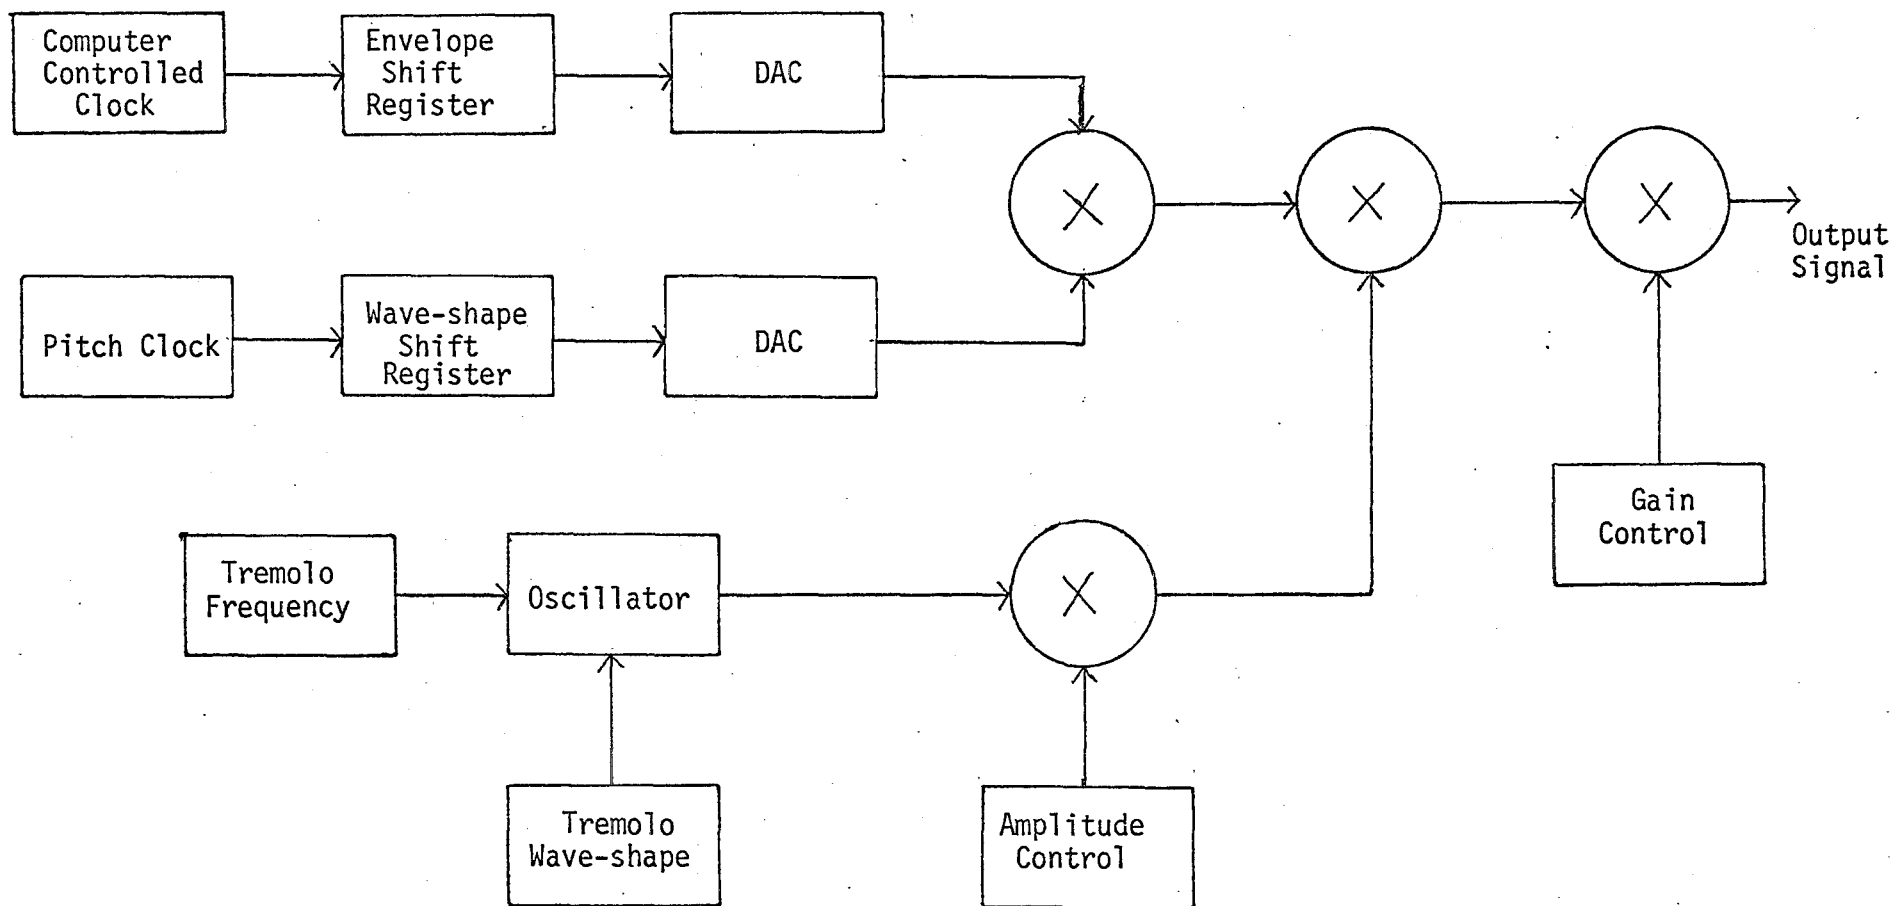 Computer
Controlled
Clock
Envelope
Shift
Register
DAC
Pitch Clock
Wave-shape
Shift
Register
DAC
Output
Signal
Gain
Control
Tremolo
Frequency
Oscillator
Tremolo
Wave-shape
Amplitude
Control